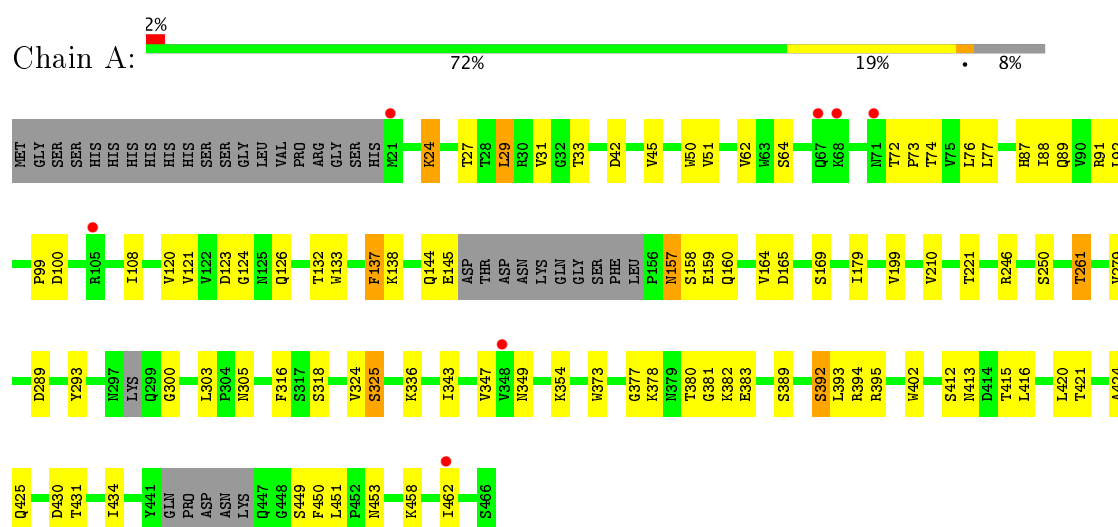 2%
Chain A:
72% 19% • 8%
MET GLY SER SER HIS HIS HIS HIS HIS HIS SER SER GLY LEU VAL PRO ARG GLY SER HIS M21 K24 T27 T28 L29 R30 V31 G32 T33 D42 V45 W50 V51 V62 W63 S64 Q67 K68 N71 T72 P73 T74 V75 L76 L77 H87 I88 Q89 V90 R91
P99 D100 R105 I108 V120 V121 V122 D123 G124 N125 Q126 T132 W133 F137 K138 Q144 E145 ASP THR ASP ASN LYS GLN GLY SER PHE LEU P156 N157 S158 E159 Q160 V164 D165 S169 I179 V199 V210 T221 R246 S250 T261
D289 Y293 N297 LYS Q299 G300 L303 P304 N305 F316 S317 S318 V324 S325 K336 I343 V347 V348 N349 K354 W373 G377 K378 N379 T380 G381 K382 E383 S389 S392 L393 R394 R395 W402 S412 N413 D414 T415 L416 L420 T421
Q425 D430 T431 I434 Y441 GLN PRO ASP ASN LYS Q447 G448 S449 F450 L451 P452 N453 K458 I462 S466